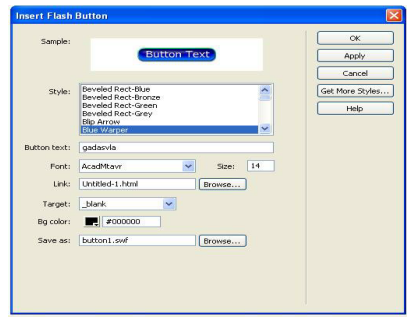 Insert Flash Button
Sample:
Button Text
OK
Apply
Cancel
Get More Styles...
Help
Style:
Beveled Rect-Blue
Beveled Rect-Bronze
Beveled Rect-Green
Beveled Rect-Grey
Blip Arrow
Blue Warper
Button text: gadasvla
Font: AcadMtavr Size: 14
Link: Untitled-1.html Browse...
Target: _blank
Bg color: #000000
Save as: button1.swf Browse...